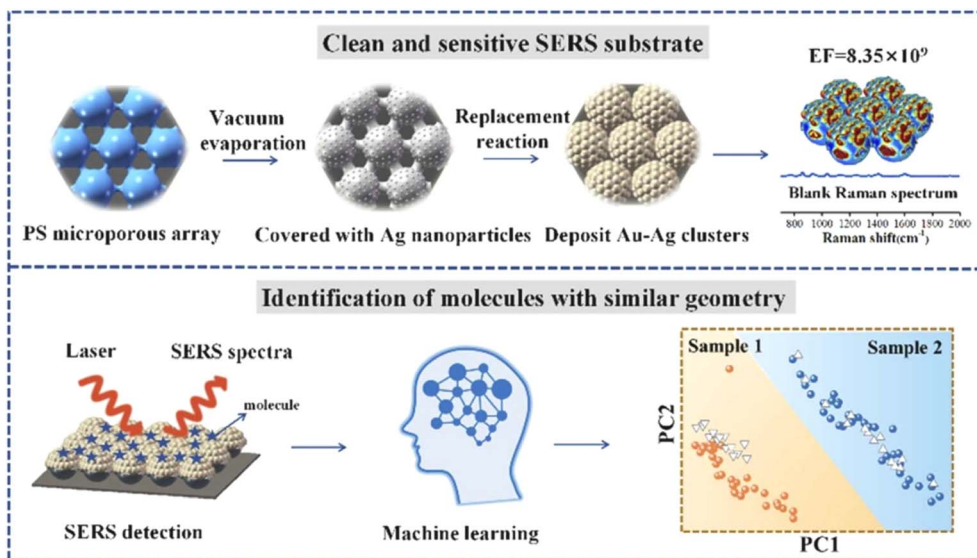 Clean and sensitive SERS substrate
EF=8.35×10⁹
Vacuum
evaporation
Replacement
reaction
Blank Raman spectrum
800 1000 1200 1400 1600 1800 2000
Raman shift(cm⁻¹)
PS microporous array
Covered with Ag nanoparticles
Deposit Au-Ag clusters
Identification of molecules with similar geometry
Laser
SERS spectra
molecule
SERS detection
Machine learning
Sample 1
Sample 2
PC2
PC1